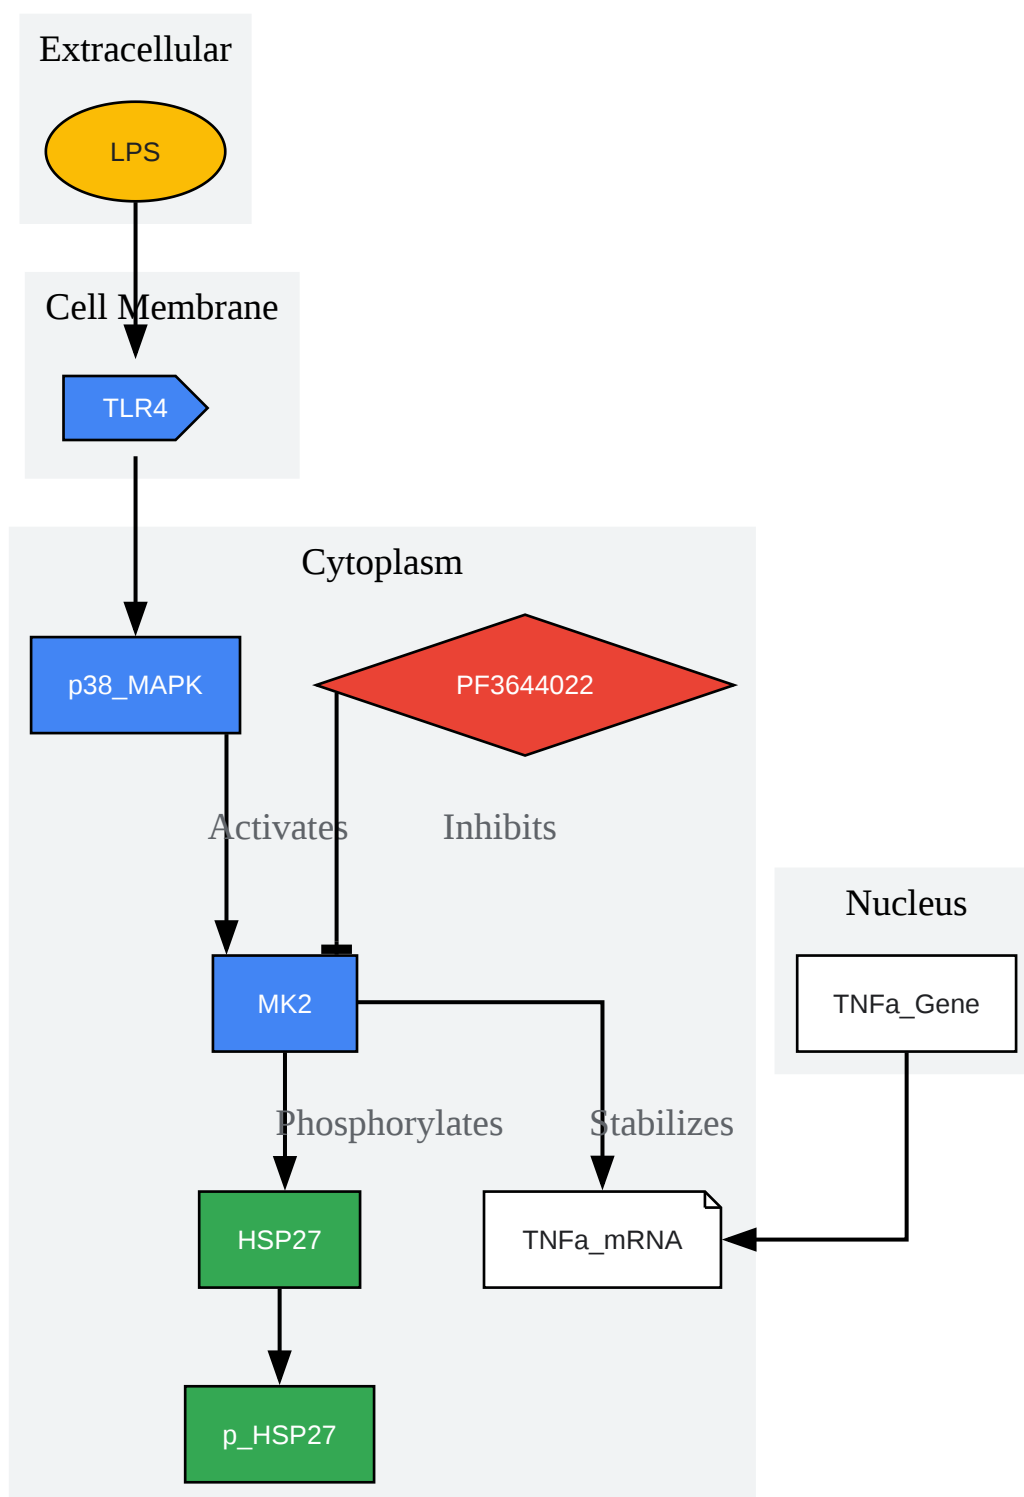 Extracellular
LPS
Cell Membrane
TLR4
Cytoplasm
p38_MAPK
PF3644022
Activates
Inhibits
Nucleus
MK2
TNFa_Gene
Phosphorylates
Stabilizes
HSP27
TNFa_mRNA
p_HSP27